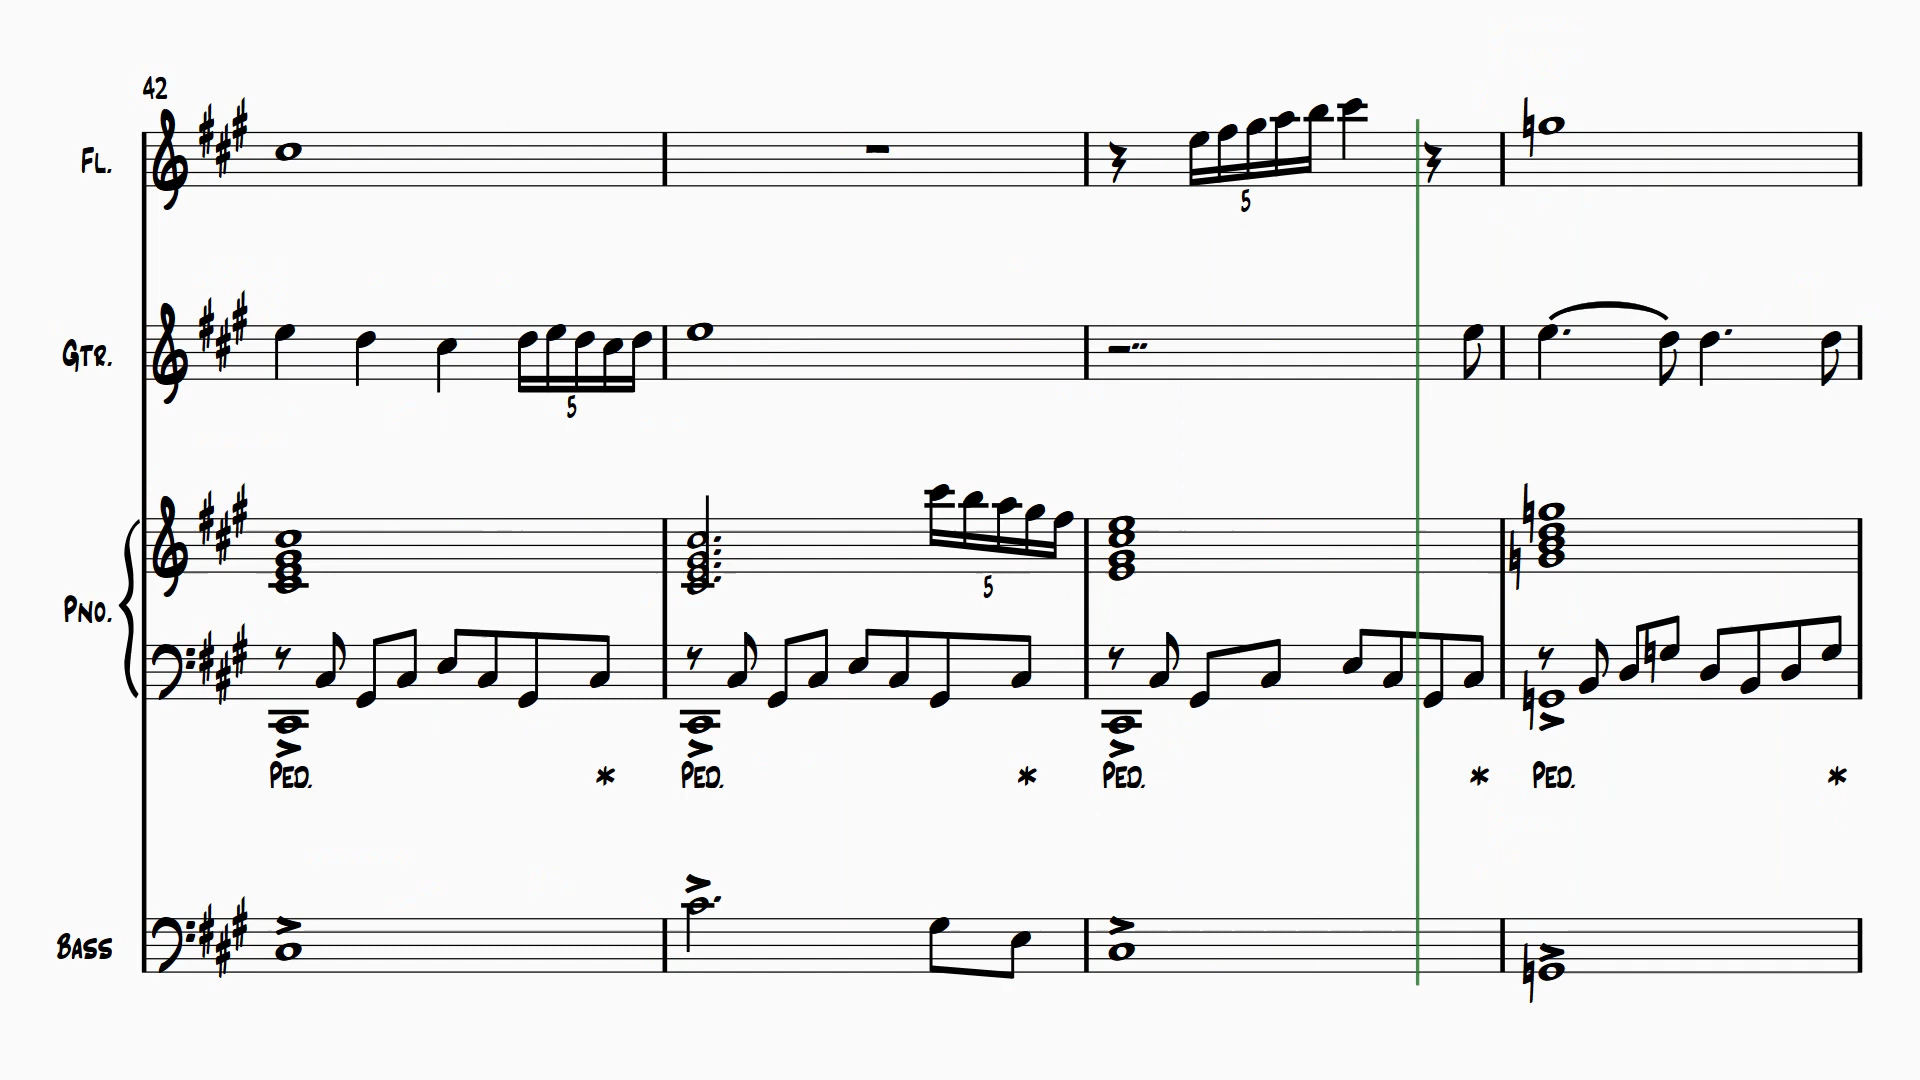 42
FL.
5
GTR.
5
PNO.
5
PED. * PED. * PED. * PED. *
BASS